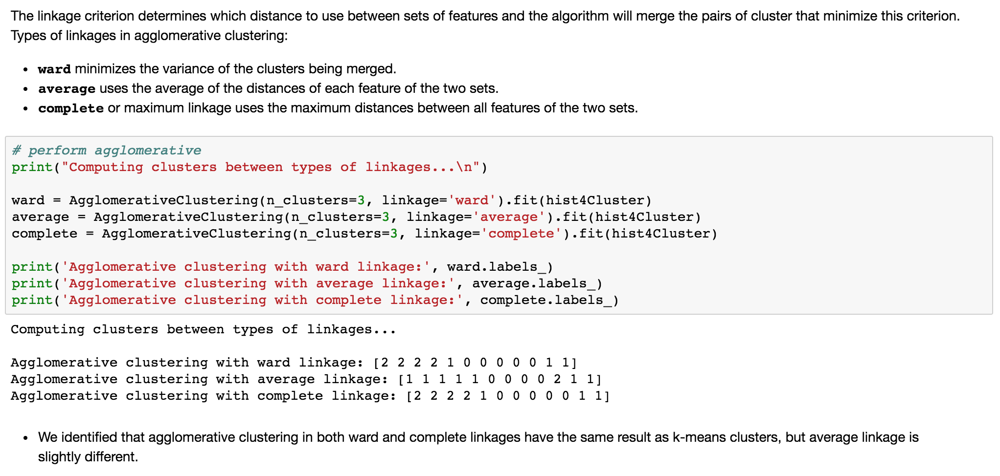 The linkage criterion determines which distance to use between sets of features and the algorithm will merge the pairs of cluster that minimize this criterion.
Types of linkages in agglomerative clustering:
• ward minimizes the variance of the clusters being merged.
• average uses the average of the distances of each feature of the two sets.
• complete or maximum linkage uses the maximum distances between all features of the two sets.
# perform agglomerative
print("Computing clusters between types of linkages...\n")
ward = AgglomerativeClustering(n_clusters=3, linkage='ward').fit(hist4Cluster)
average = AgglomerativeClustering(n_clusters=3, linkage='average').fit(hist4Cluster)
complete = AgglomerativeClustering(n_clusters=3, linkage='complete').fit(hist4Cluster)
print('Agglomerative clustering with ward linkage:', ward.labels_)
print('Agglomerative clustering with average linkage:', average.labels_)
print('Agglomerative clustering with complete linkage:', complete.labels_)
Computing clusters between types of linkages...
Agglomerative clustering with ward linkage: [2 2 2 2 1 0 0 0 0 0 1 1]
Agglomerative clustering with average linkage: [1 1 1 1 1 0 0 0 0 2 1 1]
Agglomerative clustering with complete linkage: [2 2 2 2 1 0 0 0 0 0 1 1]
• We identified that agglomerative clustering in both ward and complete linkages have the same result as k-means clusters, but average linkage is
slightly different.